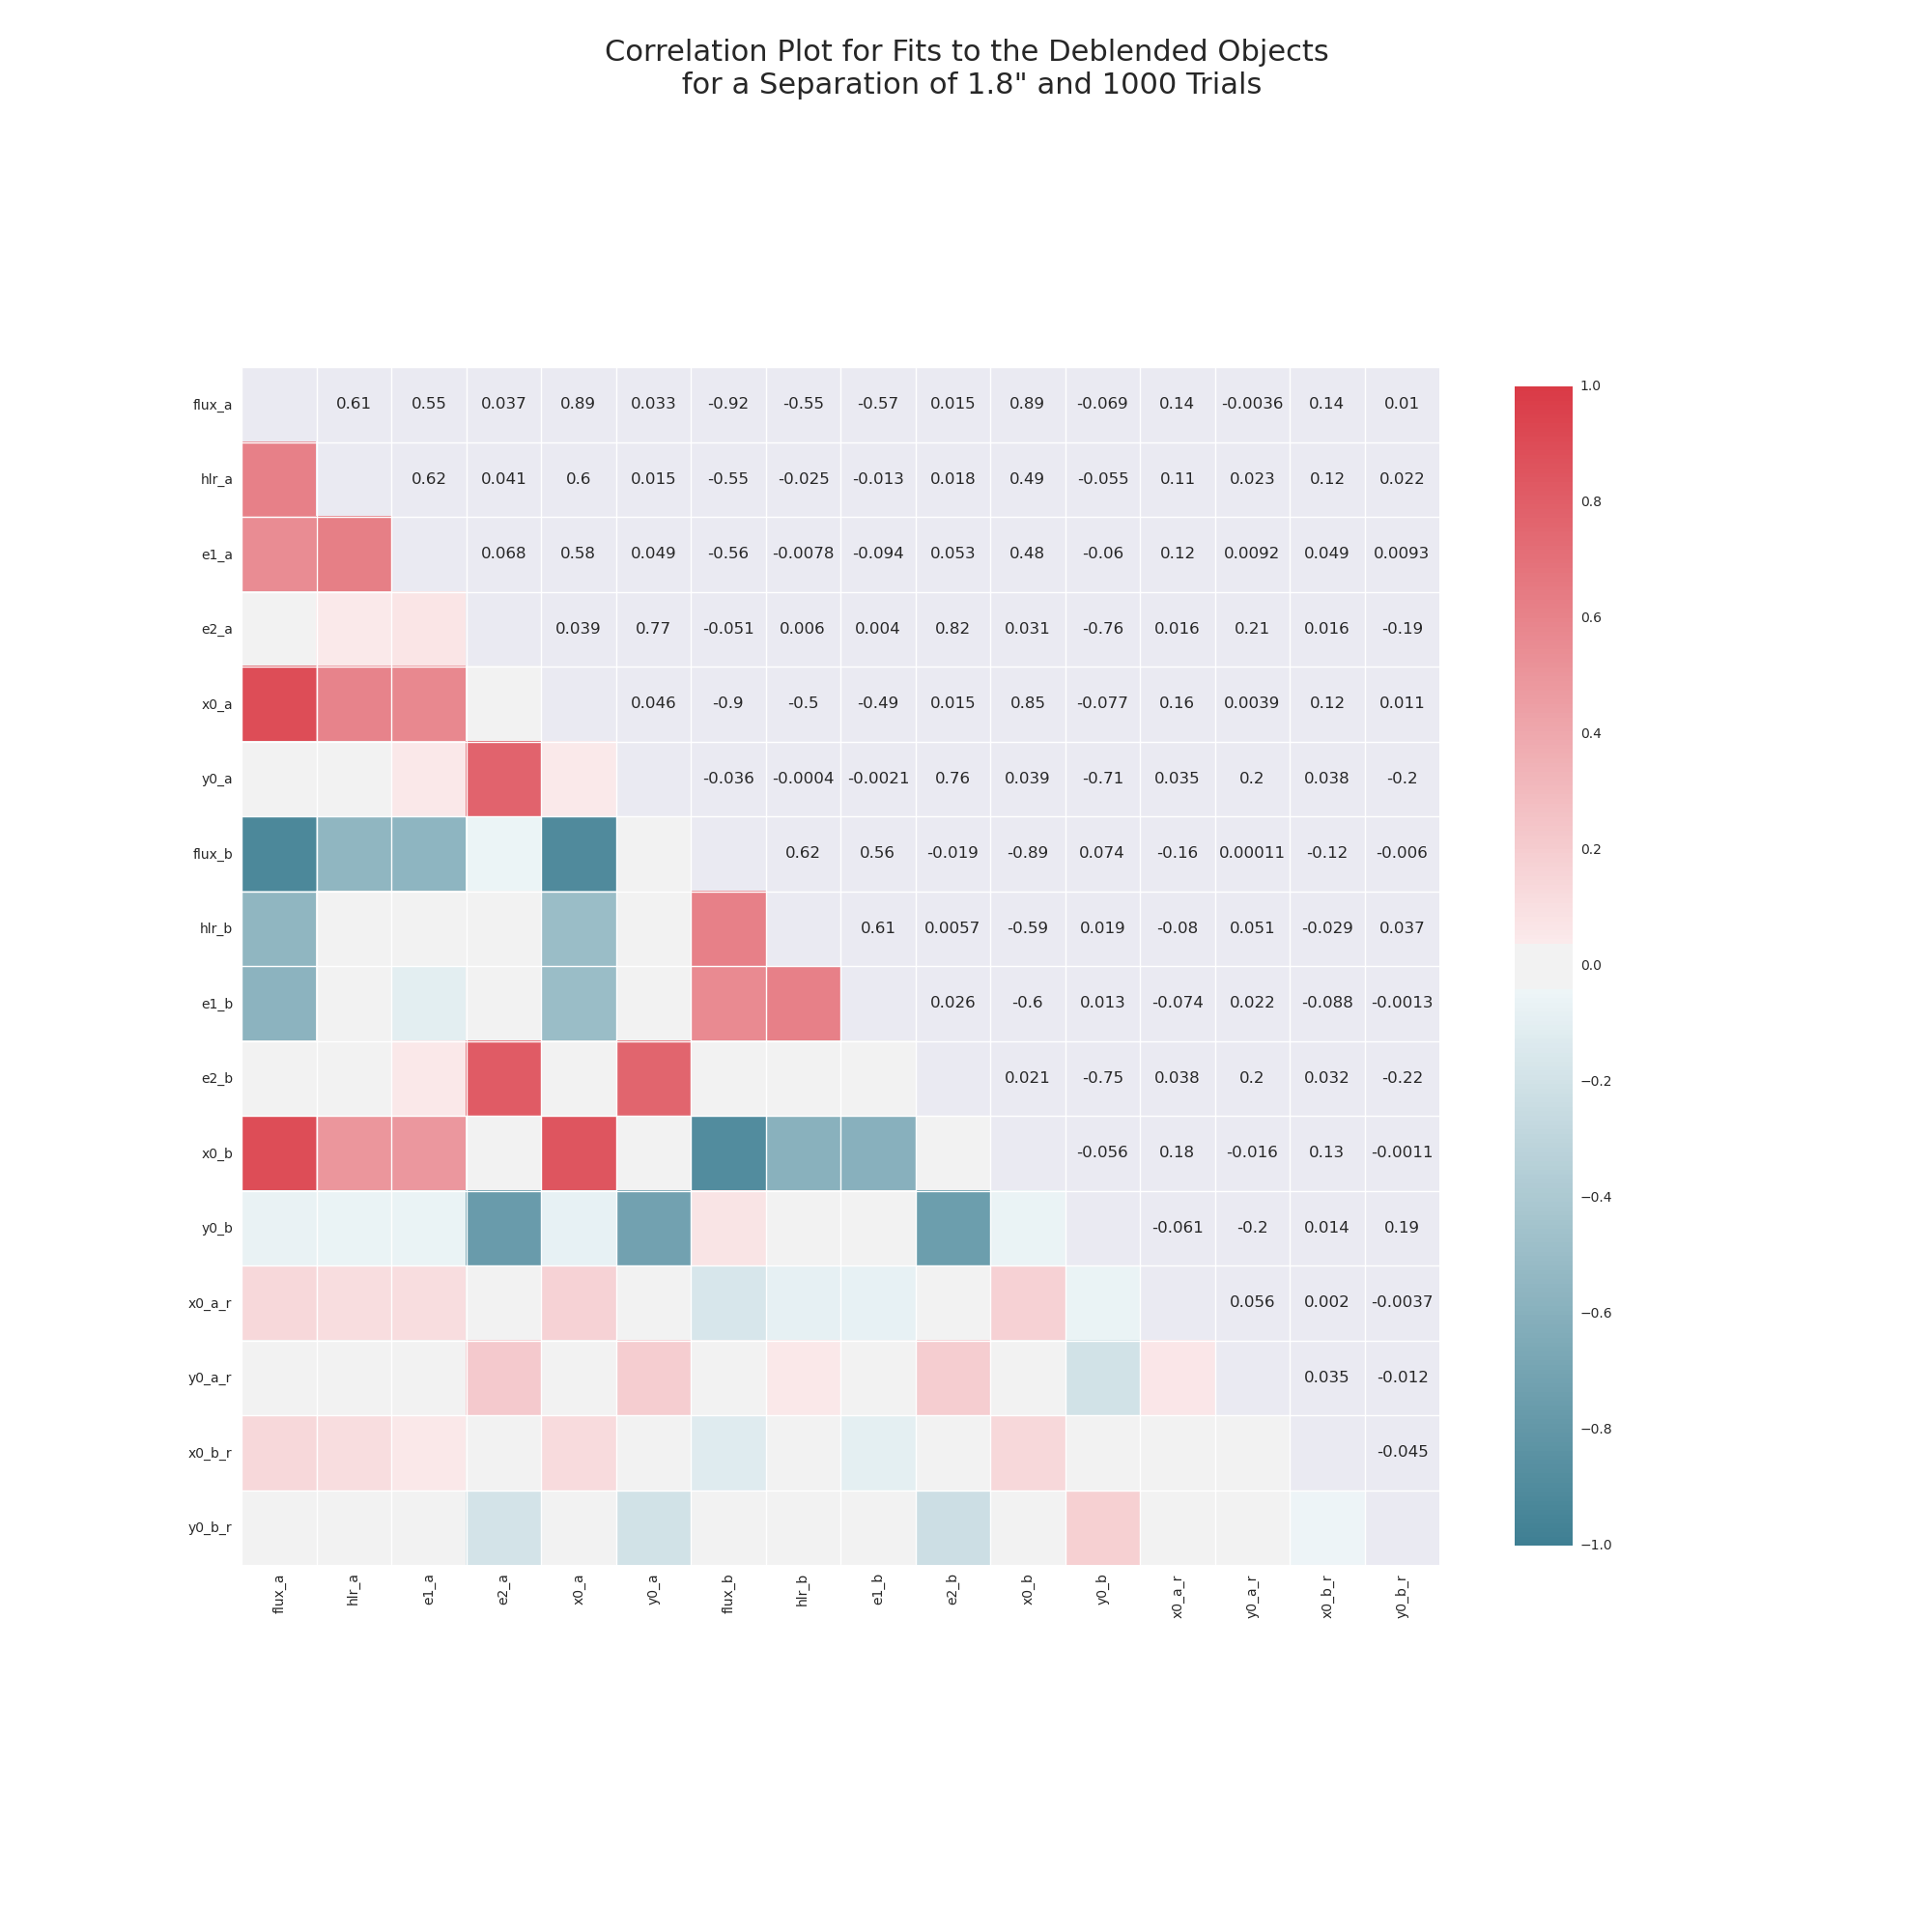 Correlation Plot for Fits to the Deblended Objects
for a Separation of 1.8" and 1000 Trials
flux_a 0.61 0.55 0.037 0.89 0.033 -0.92 -0.55 -0.57 0.015 0.89 -0.069 0.14 -0.0036 0.14 0.01
hlr_a 0.62 0.041 0.6 0.015 -0.55 -0.025 -0.013 0.018 0.49 -0.055 0.11 0.023 0.12 0.022
e1_a 0.068 0.58 0.049 -0.56 -0.0078 -0.094 0.053 0.48 -0.06 0.12 0.0092 0.049 0.0093
e2_a 0.039 0.77 -0.051 0.006 0.004 0.82 0.031 -0.76 0.016 0.21 0.016 -0.19
x0_a 0.046 -0.9 -0.5 -0.49 0.015 0.85 -0.077 0.16 0.0039 0.12 0.011
y0_a -0.036 -0.0004 -0.0021 0.76 0.039 -0.71 0.035 0.2 0.038 -0.2
flux_b 0.62 0.56 -0.019 -0.89 0.074 -0.16 0.00011 -0.12 -0.006
hlr_b 0.61 0.0057 -0.59 0.019 -0.08 0.051 -0.029 0.037
e1_b 0.026 -0.6 0.013 -0.074 0.022 -0.088 -0.0013
e2_b 0.021 -0.75 0.038 0.2 0.032 -0.22
x0_b -0.056 0.18 -0.016 0.13 -0.0011
y0_b -0.061 -0.2 0.014 0.19
x0_a_r 0.056 0.002 -0.0037
y0_a_r 0.035 -0.012
x0_b_r -0.045
y0_b_r
flux_a hlr_a e1_a e2_a x0_a y0_a flux_b hlr_b e1_b e2_b x0_b y0_b x0_a_r y0_a_r x0_b_r y0_b_r
1.0
0.8
0.6
0.4
0.2
0.0
−0.2
−0.4
−0.6
−0.8
−1.0